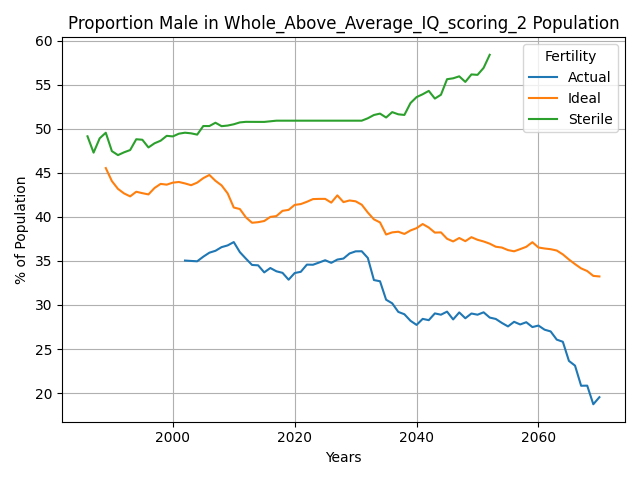 Proportion Male in Whole_Above_Average_IQ_scoring_2 Population
% of Population
60
55
50
45
40
35
30
25
20
Fertility
Actual
Ideal
Sterile
2000
2020
2040
2060
Years